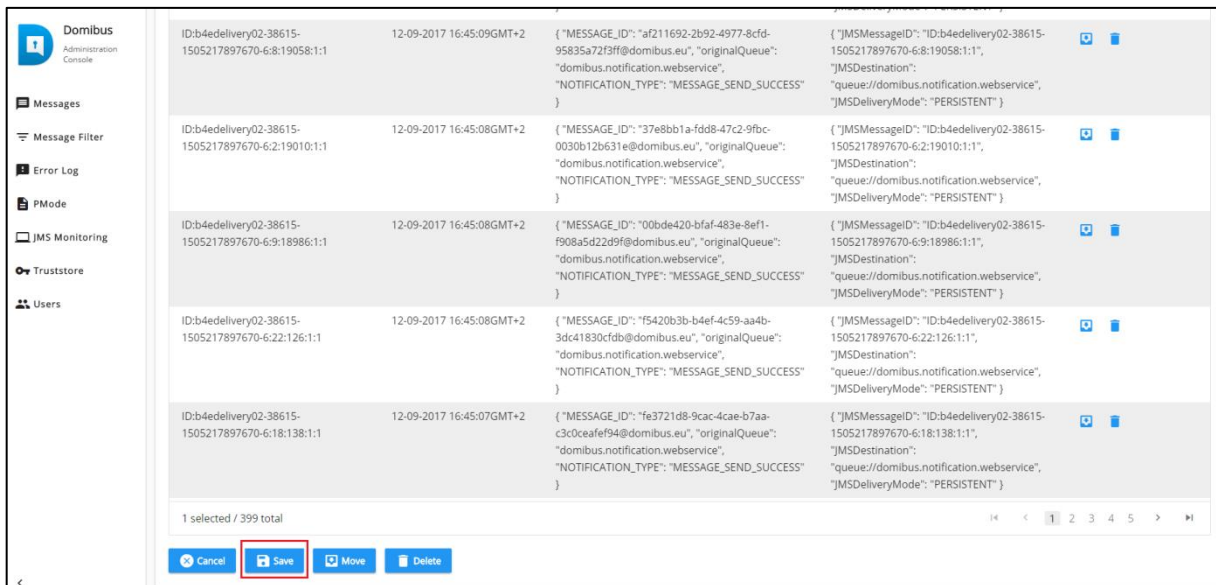 Domibus
Administration
Console
Messages
Message Filter
Error Log
PMode
JMS Monitoring
Truststore
Users
ID:b4edelivery02-38615-
1505217897670-6:8:19058:1:1
12-09-2017 16:45:09GMT+2
{ "MESSAGE_ID": "af211692-2b92-4977-8cfd-
95835a72f3ff@domibus.eu", "originalQueue":
"domibus.notification.webservice",
"NOTIFICATION_TYPE": "MESSAGE_SEND_SUCCESS"
}
{ "JMSMessageID": "ID:b4edelivery02-38615-
1505217897670-6:8:19058:1:1",
"JMSDestination":
"queue://domibus.notification.webservice",
"JMSDeliveryMode": "PERSISTENT" }
ID:b4edelivery02-38615-
1505217897670-6:2:19010:1:1
12-09-2017 16:45:08GMT+2
{ "MESSAGE_ID": "37e8bb1a-fdd8-47c2-9fbc-
0030b12b631e@domibus.eu", "originalQueue":
"domibus.notification.webservice",
"NOTIFICATION_TYPE": "MESSAGE_SEND_SUCCESS"
}
{ "JMSMessageID": "ID:b4edelivery02-38615-
1505217897670-6:2:19010:1:1",
"JMSDestination":
"queue://domibus.notification.webservice",
"JMSDeliveryMode": "PERSISTENT" }
ID:b4edelivery02-38615-
1505217897670-6:9:18986:1:1
12-09-2017 16:45:08GMT+2
{ "MESSAGE_ID": "00bde420-bfaf-483e-8ef1-
f908a5d22d9f@domibus.eu", "originalQueue":
"domibus.notification.webservice",
"NOTIFICATION_TYPE": "MESSAGE_SEND_SUCCESS"
}
{ "JMSMessageID": "ID:b4edelivery02-38615-
1505217897670-6:9:18986:1:1",
"JMSDestination":
"queue://domibus.notification.webservice",
"JMSDeliveryMode": "PERSISTENT" }
ID:b4edelivery02-38615-
1505217897670-6:22:126:1:1
12-09-2017 16:45:08GMT+2
{ "MESSAGE_ID": "f5420b3b-b4ef-4c59-aa4b-
3dc41830cfdb@domibus.eu", "originalQueue":
"domibus.notification.webservice",
"NOTIFICATION_TYPE": "MESSAGE_SEND_SUCCESS"
}
{ "JMSMessageID": "ID:b4edelivery02-38615-
1505217897670-6:22:126:1:1",
"JMSDestination":
"queue://domibus.notification.webservice",
"JMSDeliveryMode": "PERSISTENT" }
ID:b4edelivery02-38615-
1505217897670-6:18:138:1:1
12-09-2017 16:45:07GMT+2
{ "MESSAGE_ID": "fe3721d8-9cac-4cae-b7aa-
c3c0ceafef94@domibus.eu", "originalQueue":
"domibus.notification.webservice",
"NOTIFICATION_TYPE": "MESSAGE_SEND_SUCCESS"
}
{ "JMSMessageID": "ID:b4edelivery02-38615-
1505217897670-6:18:138:1:1",
"JMSDestination":
"queue://domibus.notification.webservice",
"JMSDeliveryMode": "PERSISTENT" }
1 selected / 399 total
1 2 3 4 5
Cancel Save Move Delete